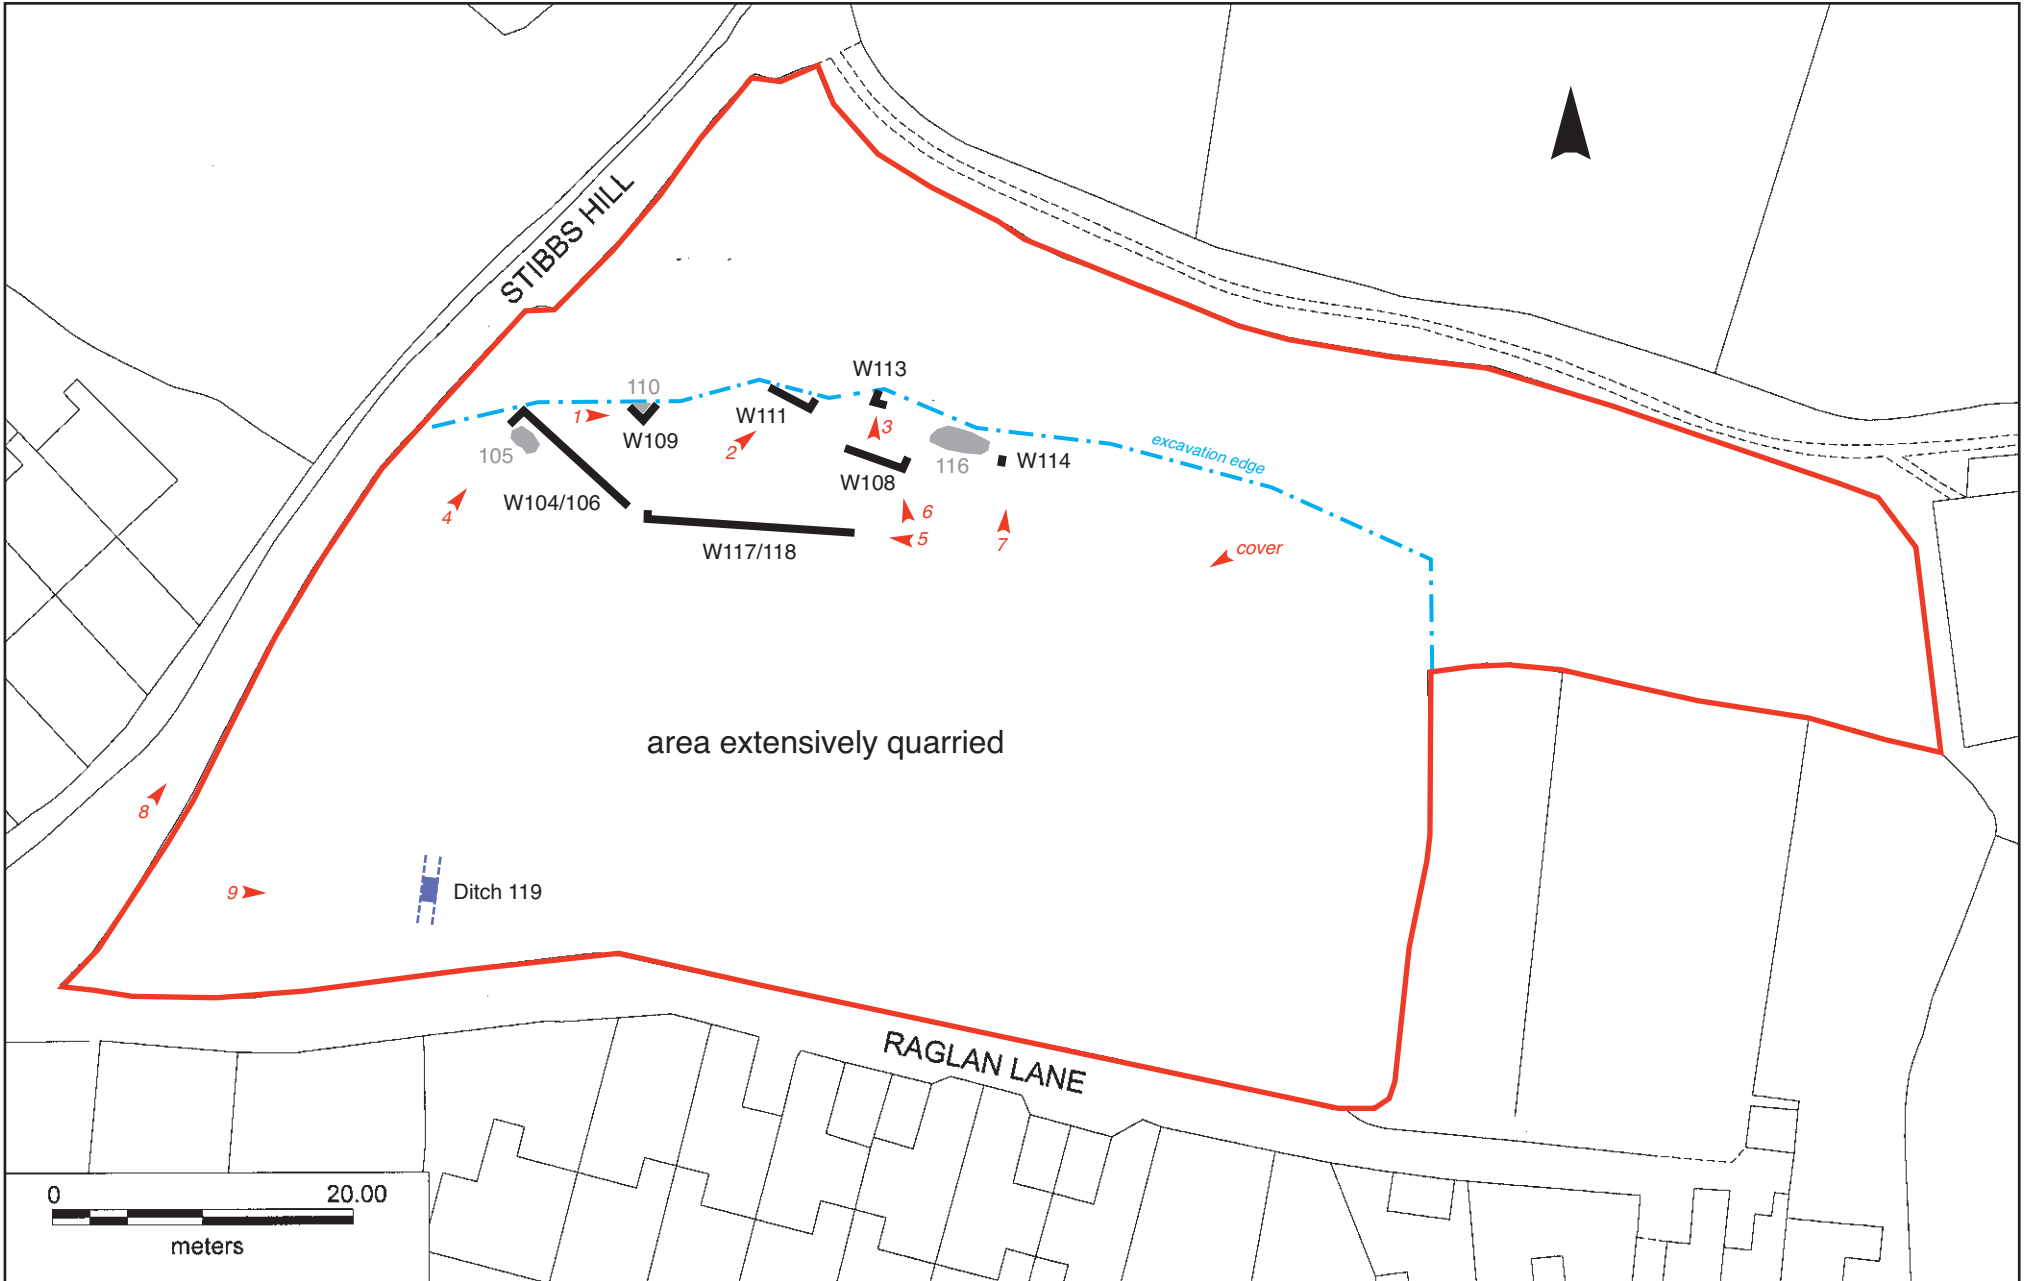 STIBBS HILL
W113
110
1
W111
W109
3
2
105
116
W114
excavation edge
W108
W104/106
4
6
5
7
cover
W117/118
area extensively quarried
8
9
Ditch 119
RAGLAN LANE
0 20.00
meters